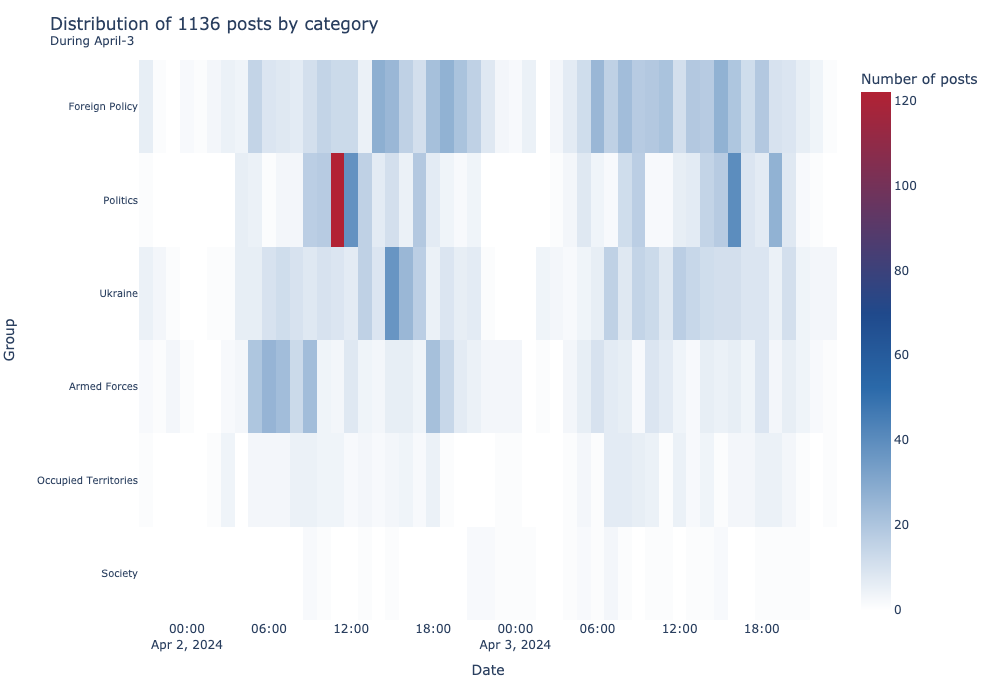 Distribution of 1136 posts by category
During April-3
Number of posts
Group
Foreign Policy
Politics
Ukraine
Armed Forces
Occupied Territories
Society
120
100
80
60
40
20
0
00:00 06:00 12:00 18:00 00:00 06:00 12:00 18:00
Apr 2, 2024 Apr 3, 2024
Date